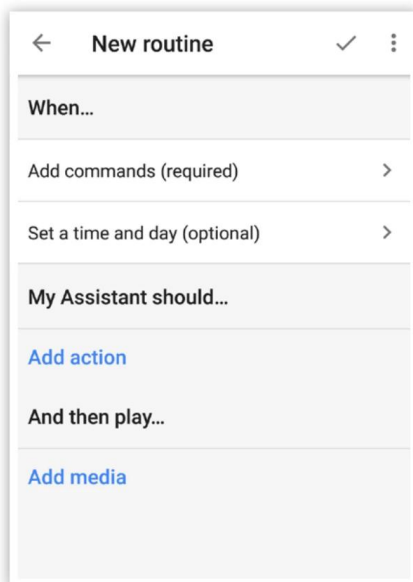 New routine
When...
Add commands (required)
Set a time and day (optional)
My Assistant should...
Add action
And then play...
Add media